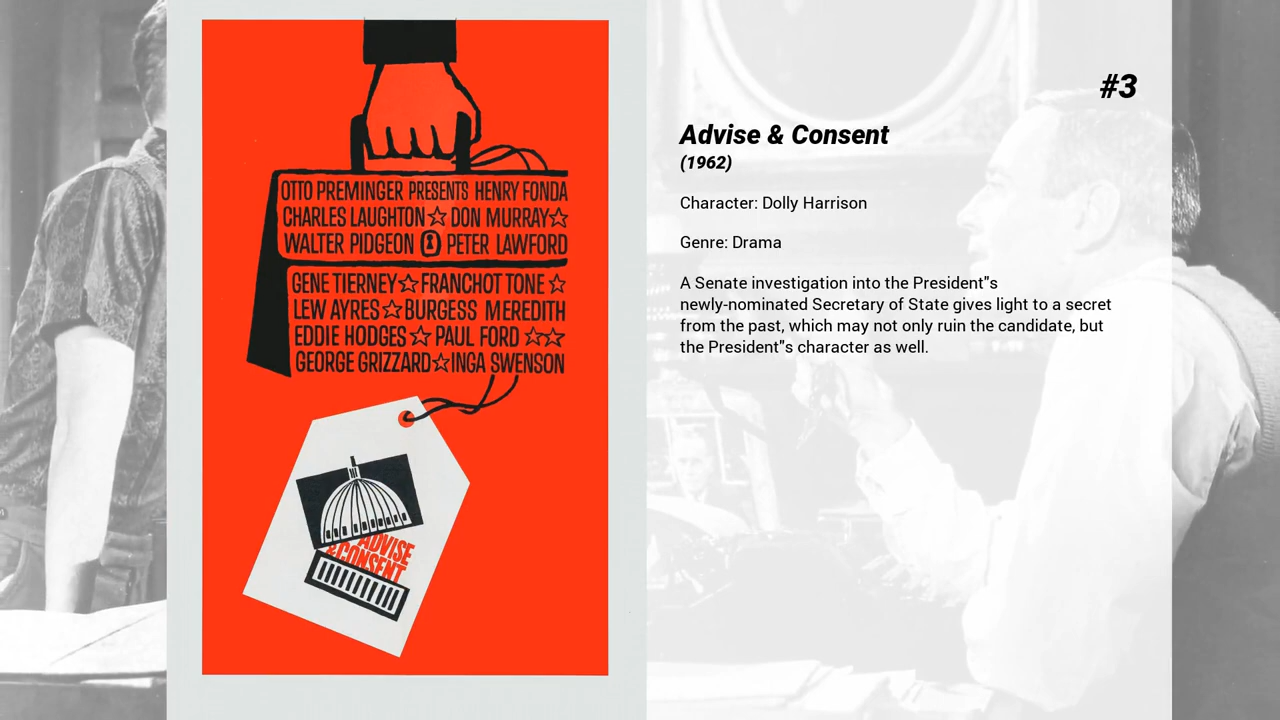 OTTO PREMINGER PRESENTS HENRY FONDA
CHARLES LAUGHTON☆ DON MURRAY☆
WALTER PIDGEON PETER LAWFORD
GENE TIERNEY☆FRANCHOT TONE ☆
LEW AYRES☆BURGESS MEREDITH
EDDIE HODGES ☆ PAUL FORD ☆☆
GEORGE GRIZZARD☆INGA SWENSON
ADVISE
&CONSENT
#3
Advise & Consent
(1962)
Character: Dolly Harrison
Genre: Drama
A Senate investigation into the President"s
newly-nominated Secretary of State gives light to a secret
from the past, which may not only ruin the candidate, but
the President"s character as well.